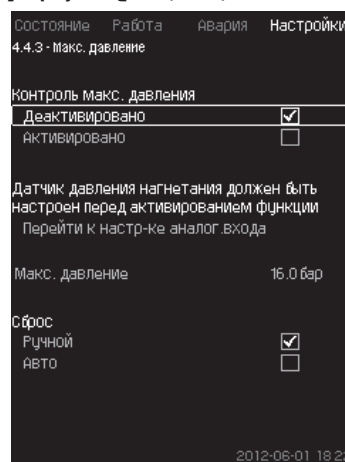 Состояние Работа Авария Настройки
4.4.3 - Макс. давление
Контроль макс. давления
Деактивировано
Активировано
Датчик давления нагнетания должен быть
настроен перед активированием функции
Перейти к настр-ке аналог.входа
Макс. давление 16.0 бар
Сброс
Ручной
Авто
2012-06-01 18:22